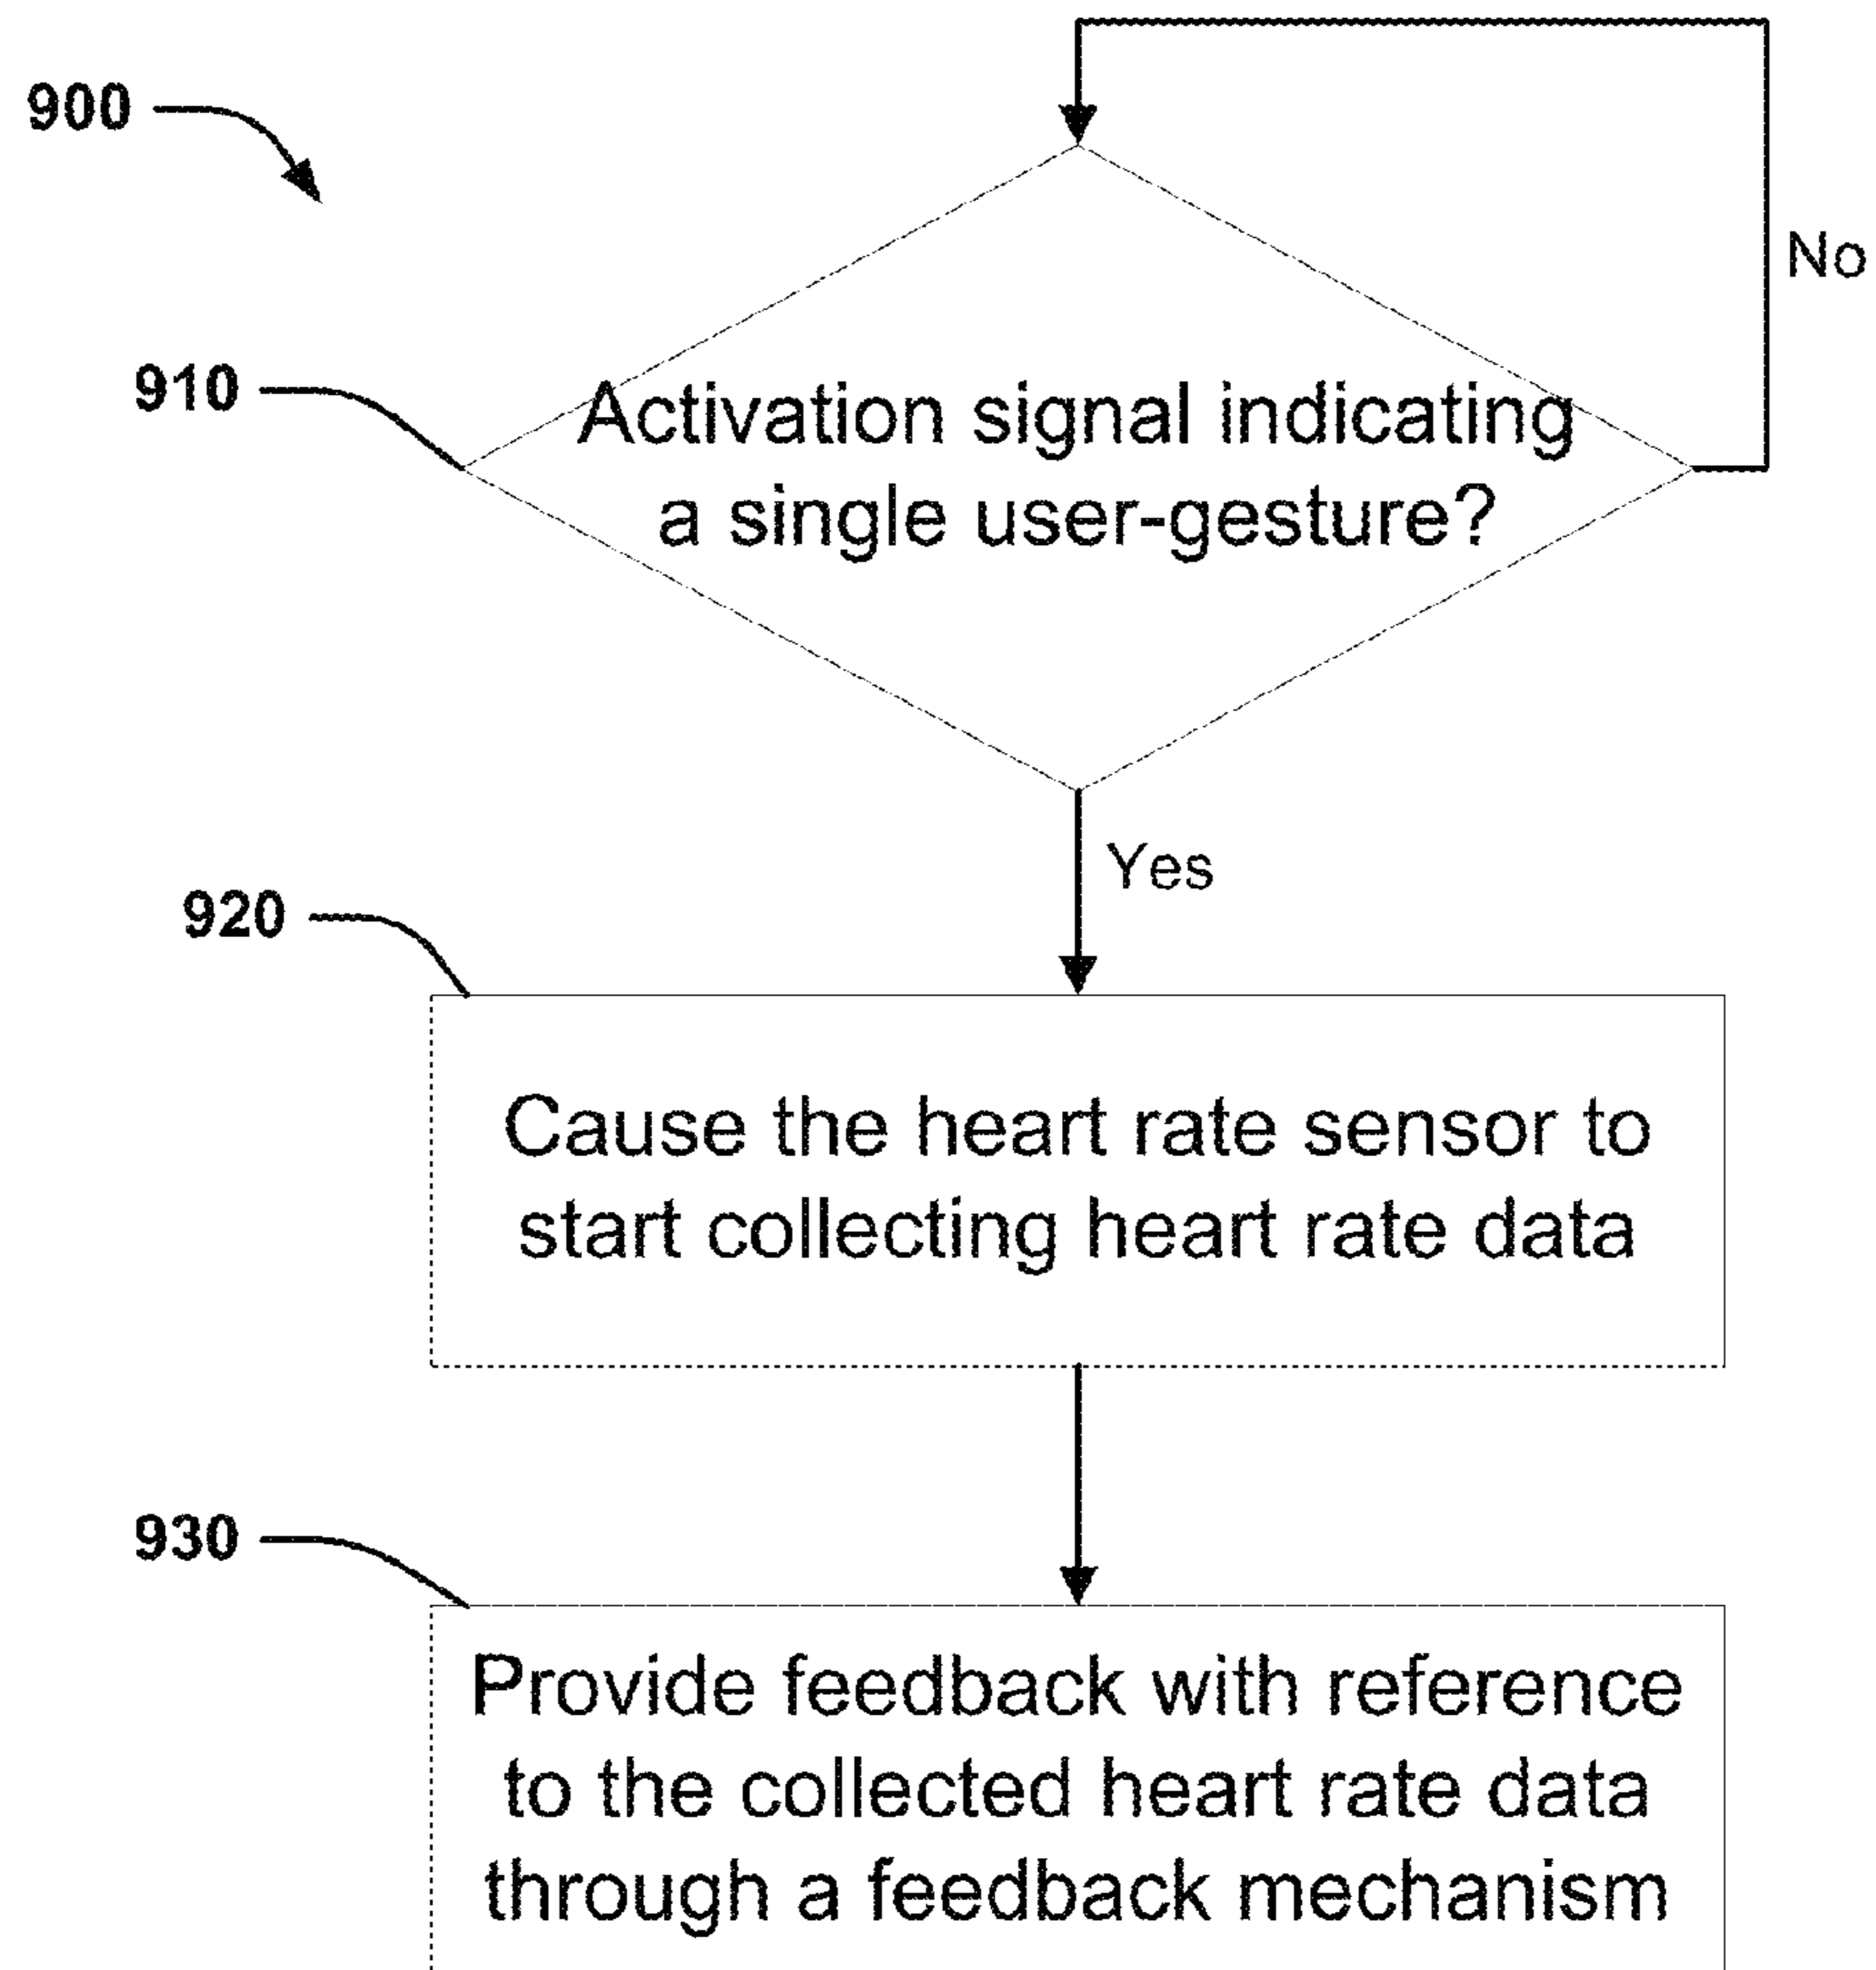 900
No
910
Activation signal indicating
a single user-gesture?
Yes
920
Cause the heart rate sensor to
start collecting heart rate data
930
Provide feedback with reference
to the collected heart rate data
through a feedback mechanism